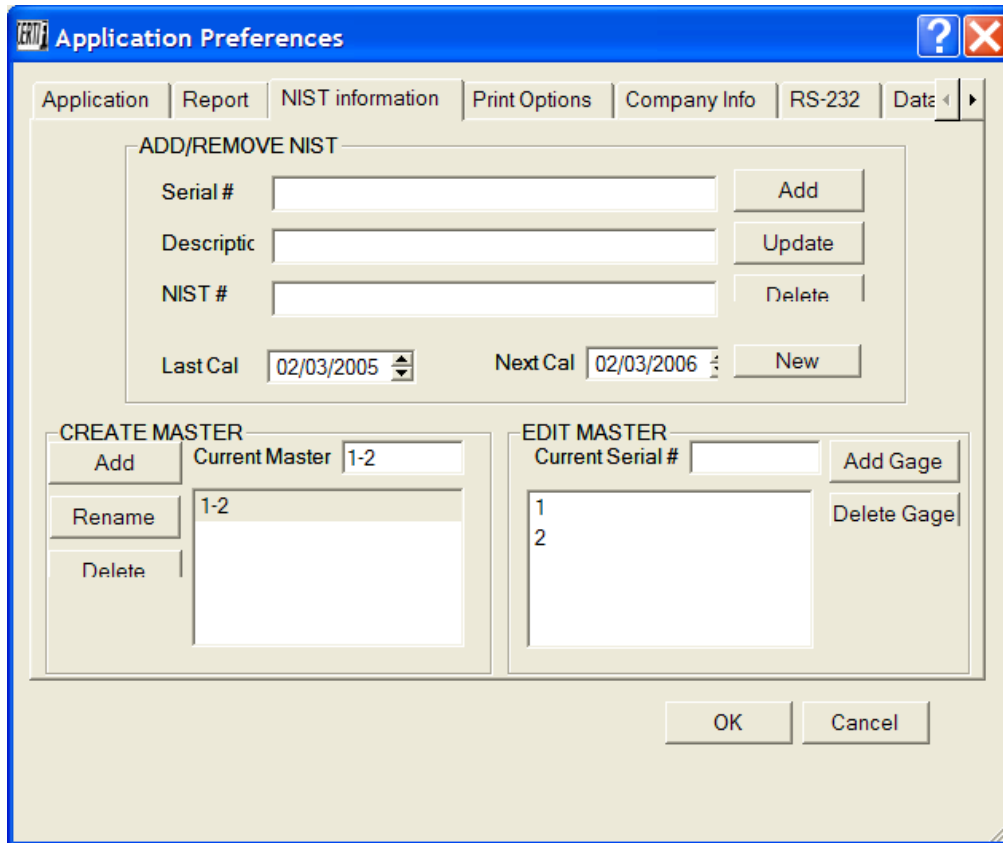 Application Preferences
Application Report NIST information Print Options Company Info RS-232 Data
ADD/REMOVE NIST
Serial # Add
Descriptic Update
NIST # Delete
Last Cal 02/03/2005 Next Cal 02/03/2006 New
CREATE MASTER
Add Current Master 1-2
Rename 1-2
Delete
EDIT MASTER
Current Serial # Add Gage
1 Delete Gage
2
OK Cancel